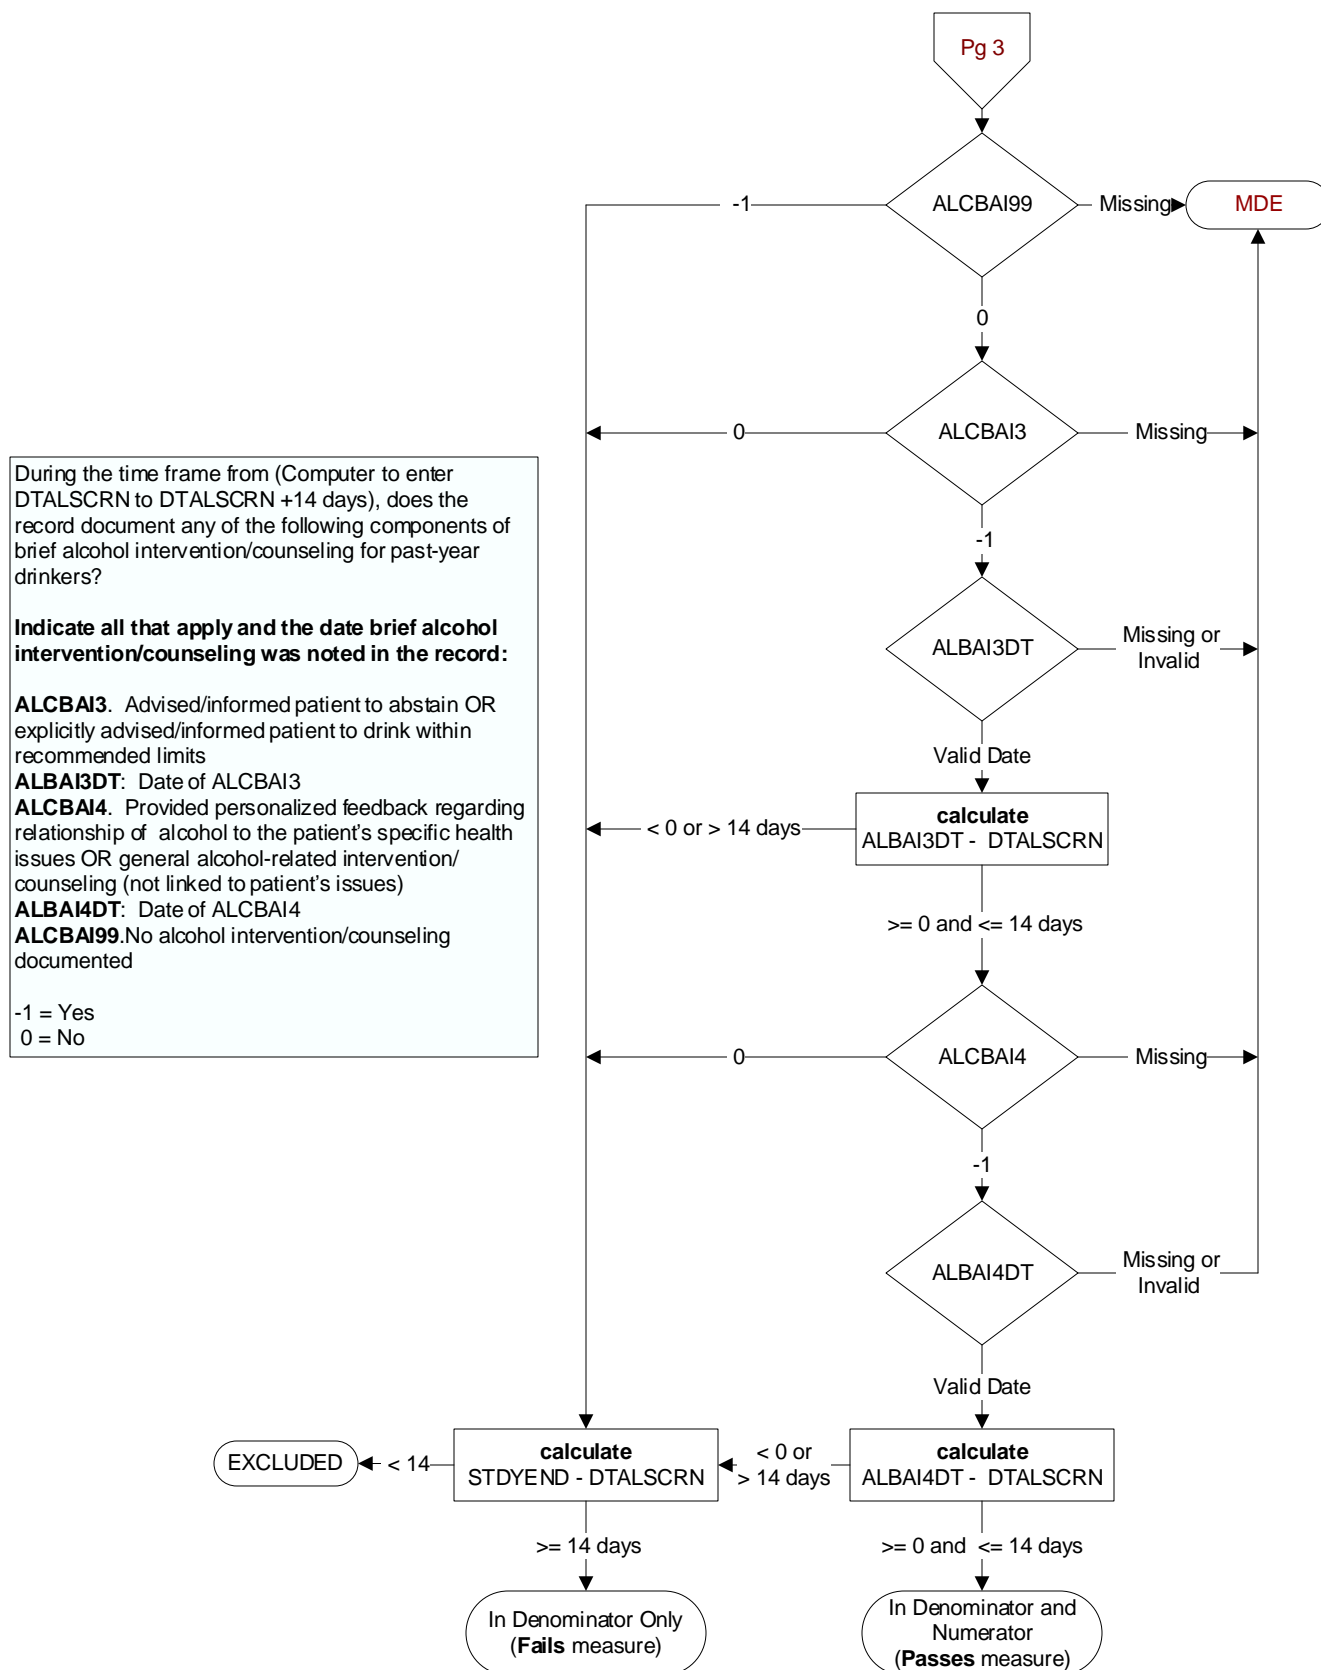 Pg 3
ALCBAI99
-1
Missing
MDE
0
ALCBAI3
0
Missing
-1
During the time frame from (Computer to enter
DTALSCRN to DTALSCRN +14 days), does the
record document any of the following components of
brief alcohol intervention/counseling for past-year
drinkers?
Indicate all that apply and the date brief alcohol
intervention/counseling was noted in the record:
ALCBAI3.  Advised/informed patient to abstain OR
explicitly advised/informed patient to drink within
recommended limits
ALBAI3DT:  Date of ALCBAI3
ALCBAI4.  Provided personalized feedback regarding
relationship of  alcohol to the patient's specific health
issues OR general alcohol-related intervention/
counseling (not linked to patient's issues)
ALBAI4DT:  Date of ALCBAI4
ALCBAI99.No alcohol intervention/counseling
documented
-1 = Yes
0 = No
ALBAI3DT
Missing or
Invalid
Valid Date
calculate
ALBAI3DT -  DTALSCRN
< 0 or > 14 days
>= 0 and <= 14 days
ALCBAI4
0
Missing
-1
ALBAI4DT
Missing or
Invalid
Valid Date
EXCLUDED
< 14
calculate
STDYEND - DTALSCRN
< 0 or
> 14 days
calculate
ALBAI4DT -  DTALSCRN
>= 14 days
>= 0 and  <= 14 days
In Denominator Only
(Fails measure)
In Denominator and
Numerator
(Passes measure)